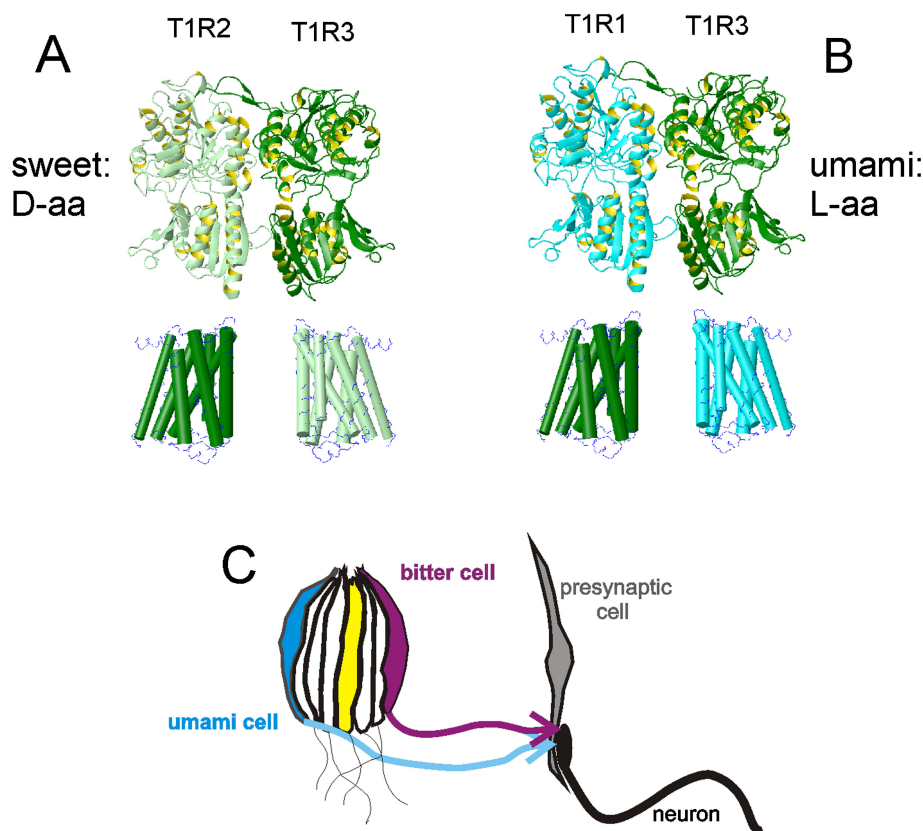 A
T1R2
T1R3
sweet:
D-aa
T1R1
T1R3
B
umami:
L-aa
C
bitter cell
umami cell
presynaptic
cell
neuron